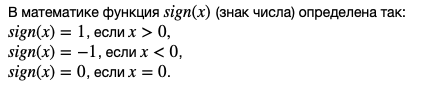 В математике функция sign(x) (знак числа) определена так:
sign(x) = 1, если x > 0,
sign(x) = −1, если x < 0,
sign(x) = 0, если x = 0.